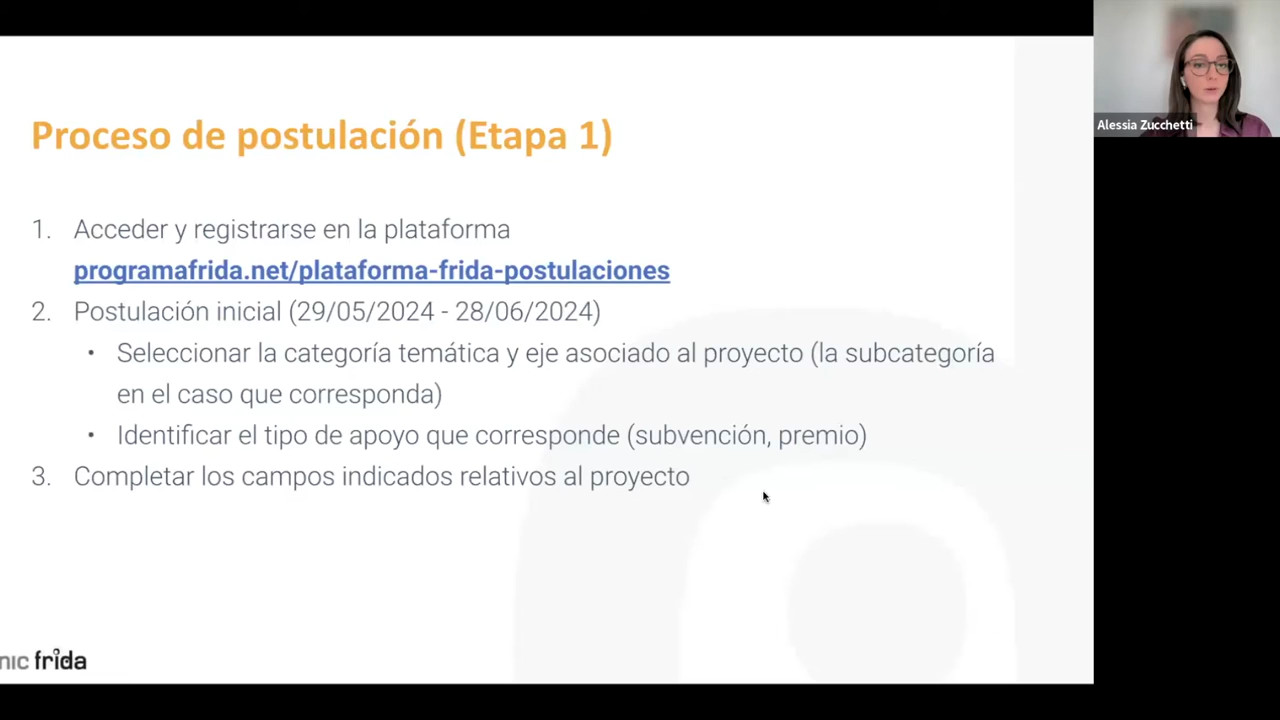 Proceso de postulación (Etapa 1)
1. Acceder y registrarse en la plataforma
programafrida.net/plataforma-frida-postulaciones
2. Postulación inicial (29/05/2024 - 28/06/2024)
• Seleccionar la categoría temática y eje asociado al proyecto (la subcategoría
en el caso que corresponda)
• Identificar el tipo de apoyo que corresponde (subvención, premio)
3. Completar los campos indicados relativos al proyecto
nic frida
Alessia Zucchetti